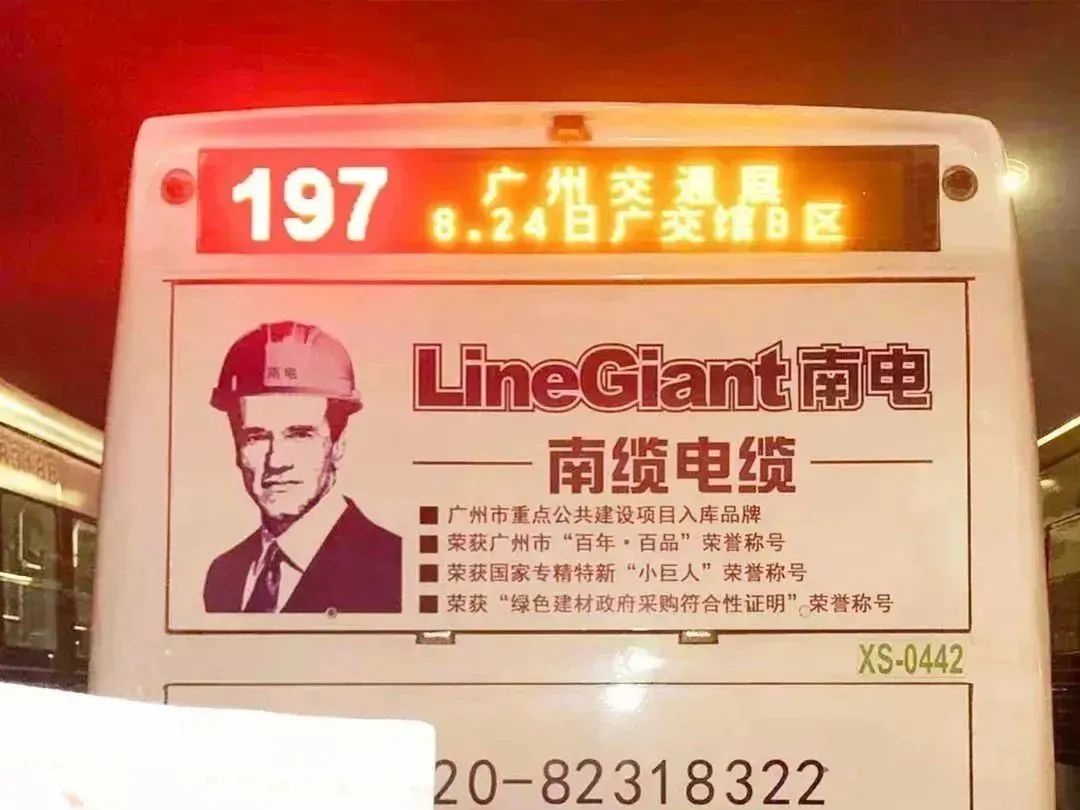 197
广州交通展
8.24日广交馆B区
南电
LineGiant南电
南缆电缆
广州市重点公共建设项目入库品牌
荣获广州市“百年·百品”荣誉称号
荣获国家专精特新“小巨人”荣誉称号
荣获“绿色建材政府采购符合性证明”荣誉称号
XS-0442
20-82318322